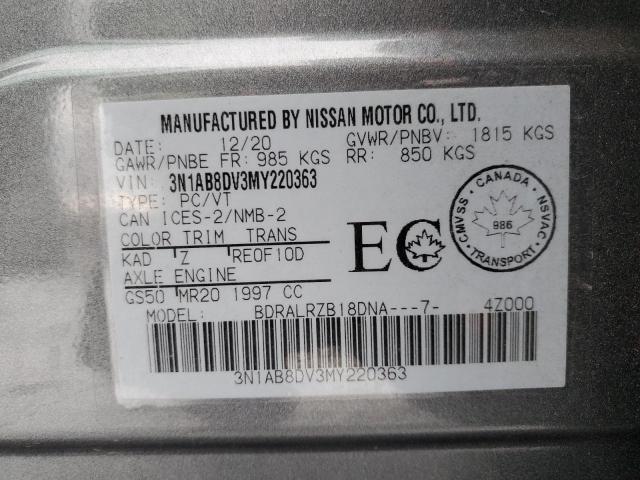 MANUFACTURED BY NISSAN MOTOR CO., LTD.
DATE: 12/20 GVWR/PNBV: 1815 KGS
GAWR/PNBE FR: 985 KGS RR: 850 KGS
VIN: 3N1AB8DV3MY220363
TYPE: PC/VT
CAN ICES-2/NMB-2
COLOR TRIM TRANS
KAD Z RE0F10D
AXLE ENGINE
GS50 MR20 1997 CC
MODEL: BDRALRZB18DNA---7- 4Z000
3N1AB8DV3MY220363
EC
CANADA
CMVSS NSVAC
986
TRANSPORT